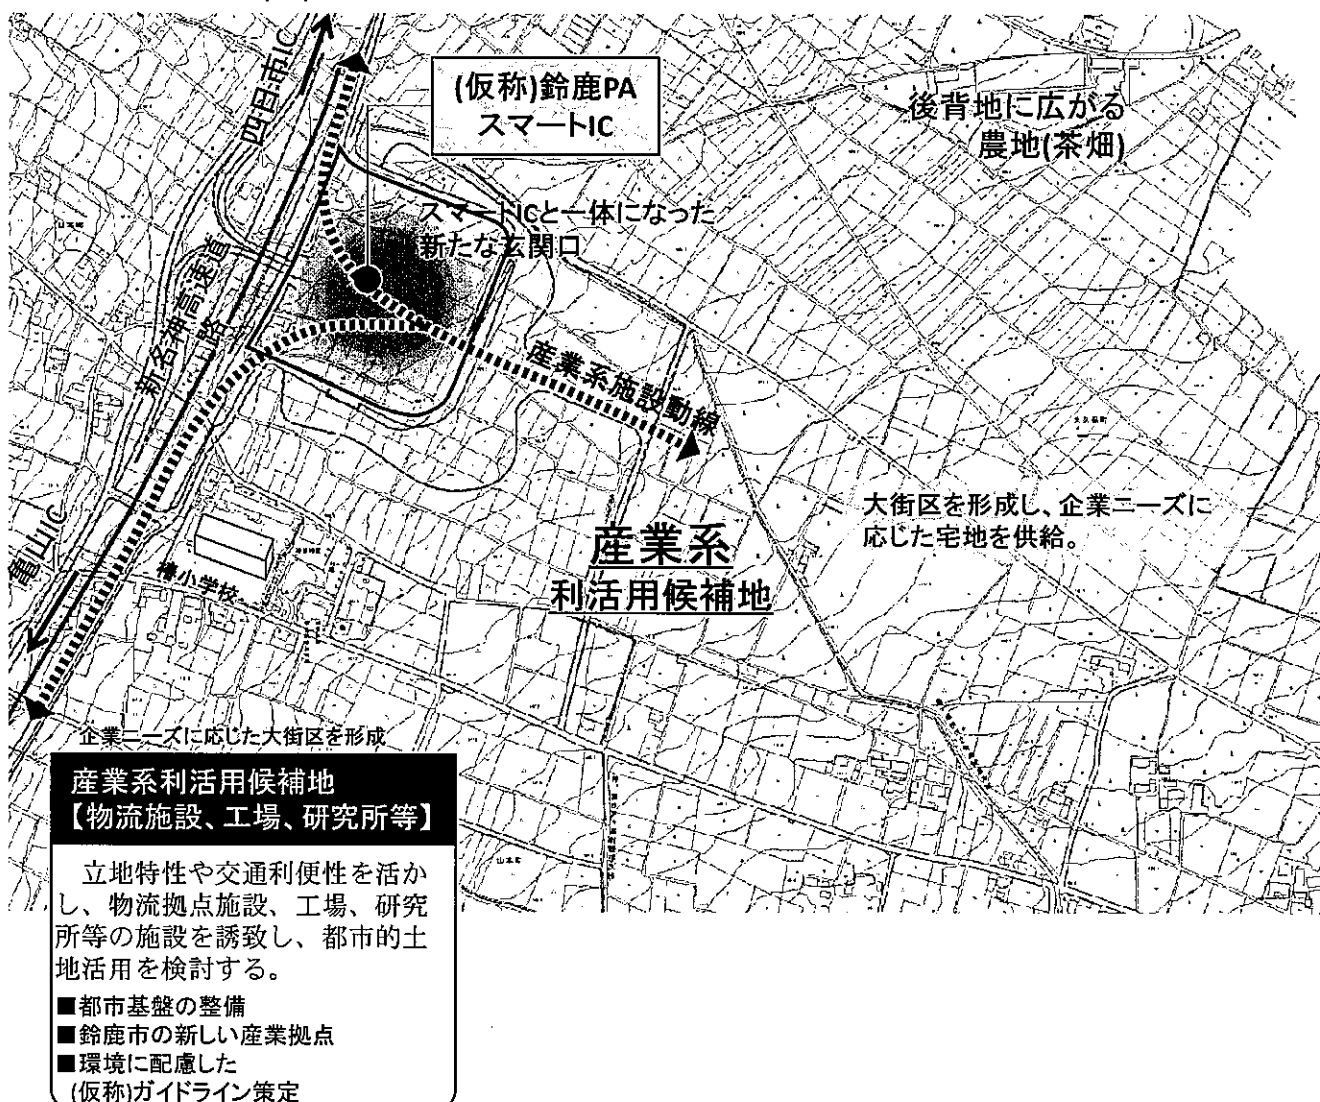 四日市IC
(仮称)鈴鹿PA
スマートIC
後背地に広がる
農地(茶畑)
スマートICと一体になった
新たな玄関口
新名神高速道路
産業系施設動線
大街区を形成し、企業ニーズに
応じた宅地を供給。
産業系
利活用候補地
亀山IC
椿小学校
企業ニーズに応じた大街区を形成
産業系利活用候補地
【物流施設、工場、研究所等】
立地特性や交通利便性を活か
し、物流拠点施設、工場、研究
所等の施設を誘致し、都市的土
地活用を検討する。
■都市基盤の整備
■鈴鹿市の新しい産業拠点
■環境に配慮した
(仮称)ガイドライン策定
山本町